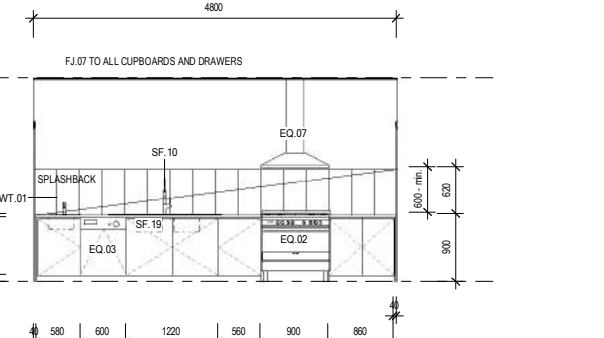 4800
FJ.07 TO ALL CUPBOARDS AND DRAWERS
EQ.07
SF.10
SPLASHBACK
WT.01
600 - min.
620
SF.19
EQ.03
EQ.02
900
40
40 580 600 1220 560 900 860